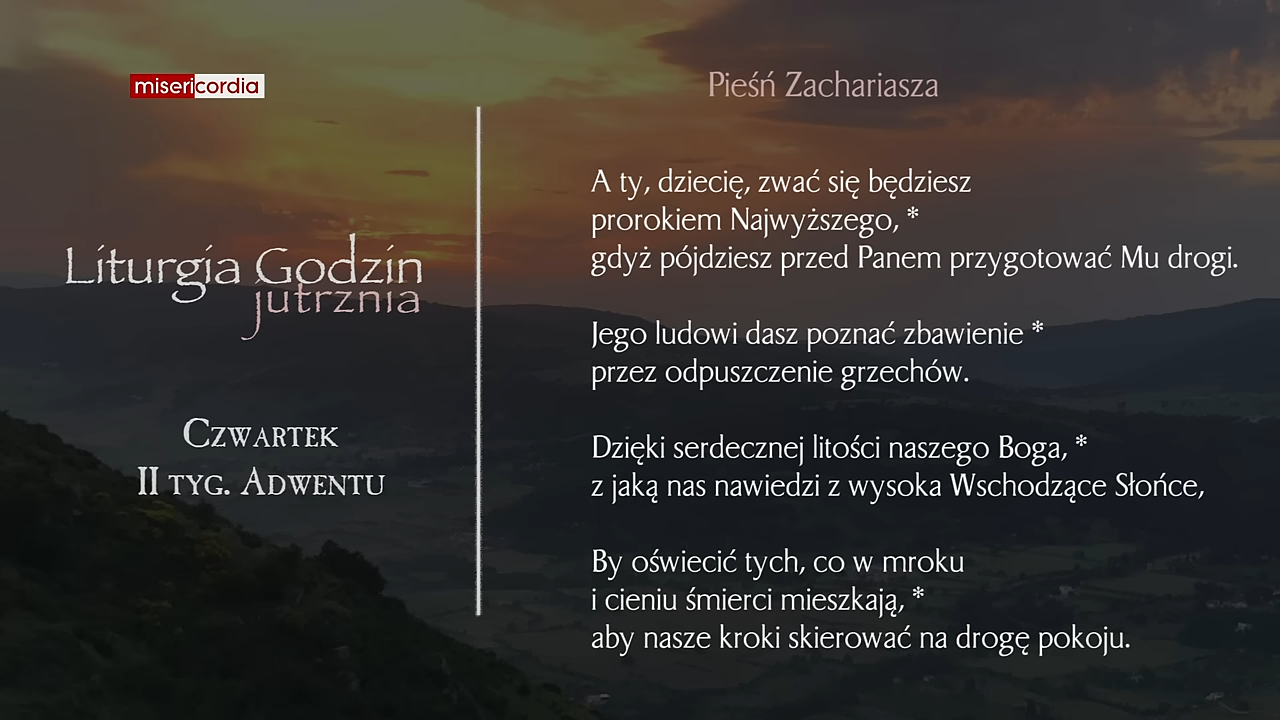 misericordia
Liturgia Godzin
jutrznia
Czwartek
II tyg. Adwentu
Pieśń Zachariasza
A ty, dziecię, zwać się będziesz
prorokiem Najwyższego, *
gdyż pójdziesz przed Panem przygotować Mu drogi.
Jego ludowi dasz poznać zbawienie *
przez odpuszczenie grzechów.
Dzięki serdecznej litości naszego Boga, *
z jaką nas nawiedzi z wysoka Wschodzące Słońce,
By oświecić tych, co w mroku
i cieniu śmierci mieszkają, *
aby nasze kroki skierować na drogę pokoju.